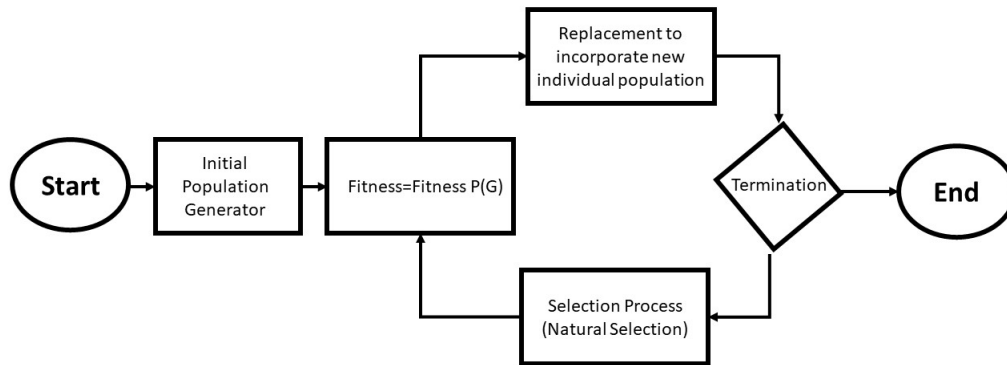 Start
Initial
Population
Generator
Fitness=Fitness P(G)
Replacement to
incorporate new
individual population
Termination
End
Selection Process
(Natural Selection)